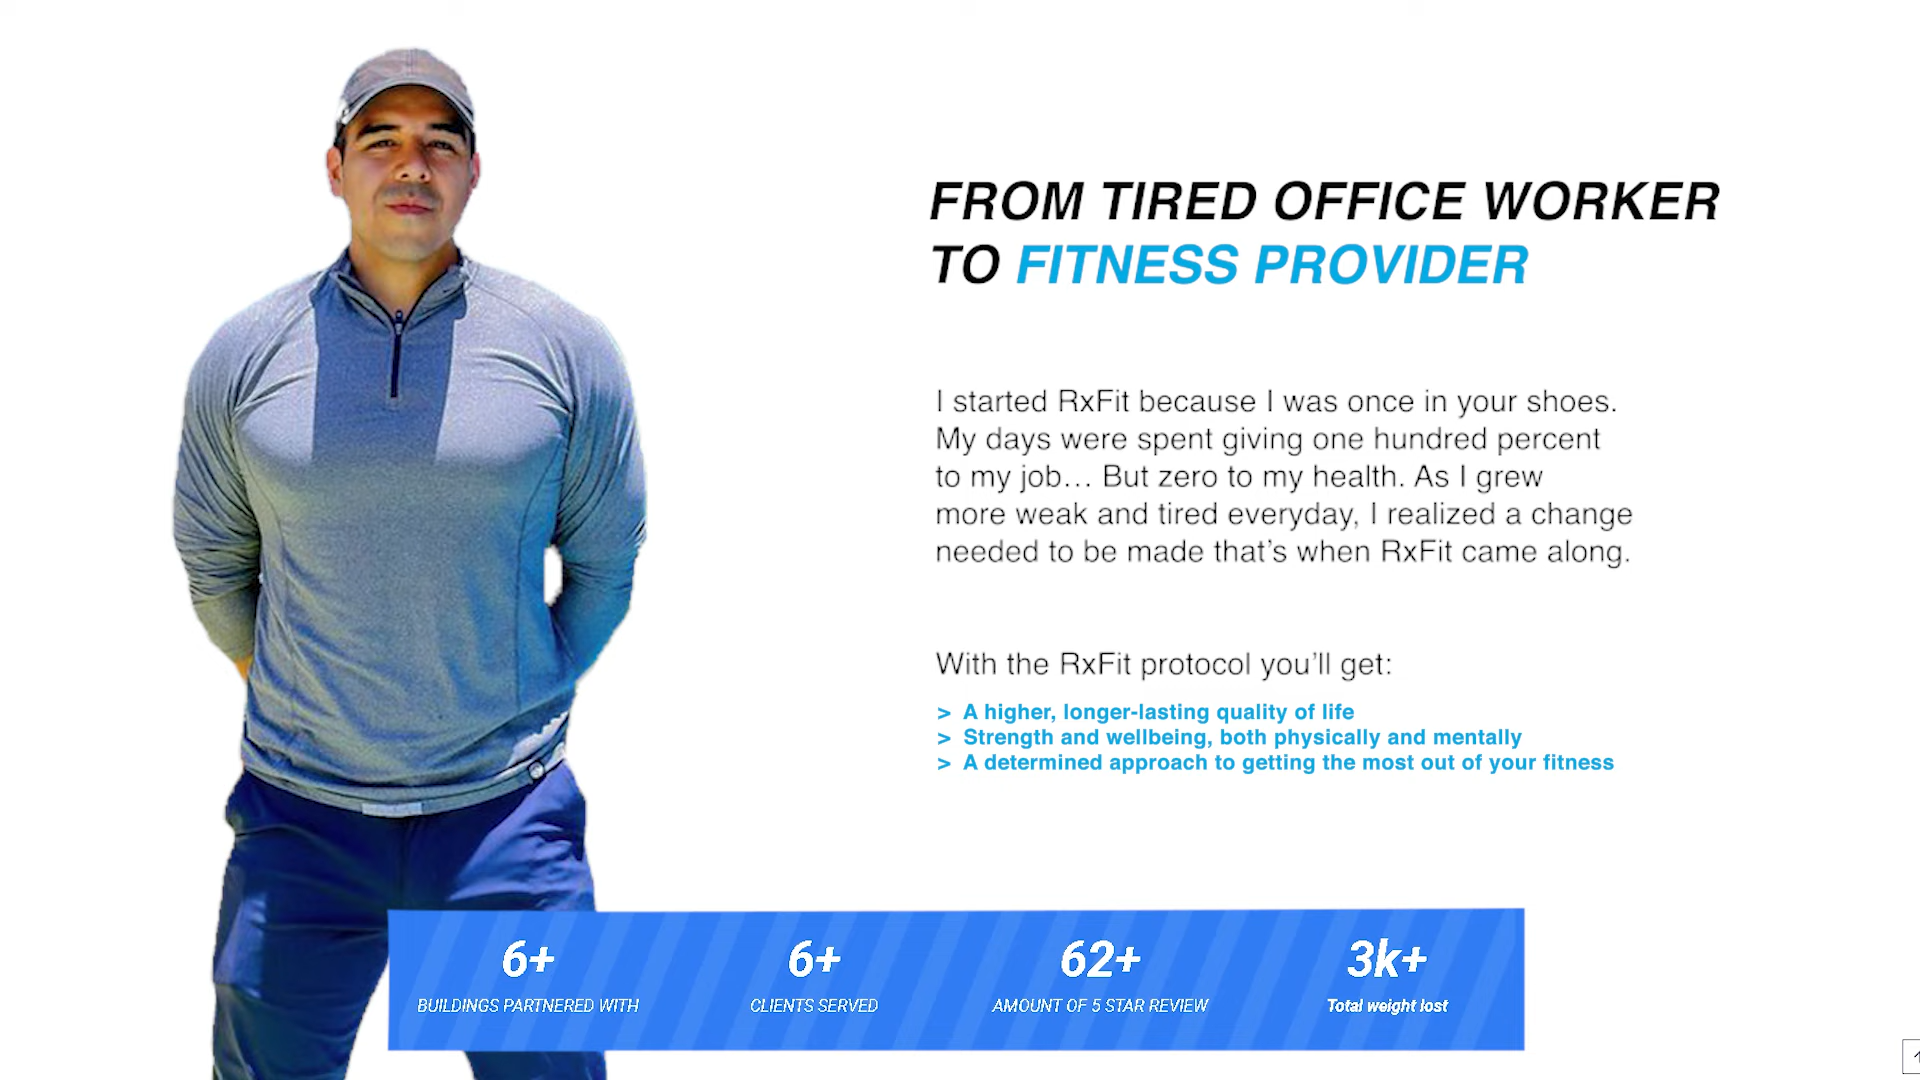 FROM TIRED OFFICE WORKER
TO FITNESS PROVIDER
I started RxFit because I was once in your shoes.
My days were spent giving one hundred percent
to my job... But zero to my health. As I grew
more weak and tired everyday, I realized a change
needed to be made that’s when RxFit came along.
With the RxFit protocol you’ll get:
> A higher, longer-lasting quality of life
> Strength and wellbeing, both physically and mentally
> A determined approach to getting the most out of your fitness
6+
BUILDINGS PARTNERED WITH
6+
CLIENTS SERVED
62+
AMOUNT OF 5 STAR REVIEW
3k+
Total weight lost